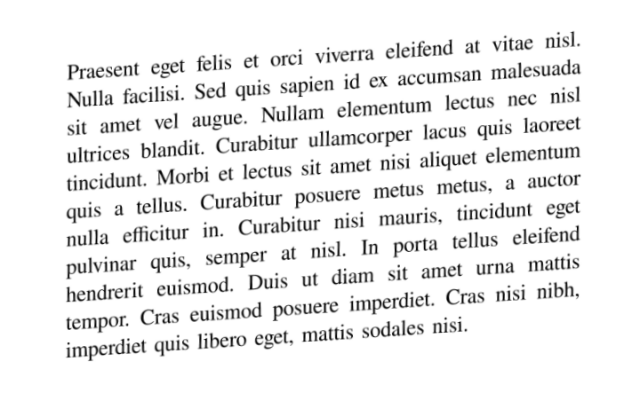 Praesent eget felis et orci viverra eleifend at vitae nisl.
Nulla facilisi. Sed quis sapien id ex accumsan malesuada
sit amet vel augue. Nullam elementum lectus nec nisl
ultrices blandit. Curabitur ullamcorper lacus quis laoreet
tincidunt. Morbi et lectus sit amet nisi aliquet elementum
quis a tellus. Curabitur posuere metus metus, a auctor
nulla efficitur in. Curabitur nisi mauris, tincidunt eget
pulvinar quis, semper at nisl. In porta tellus eleifend
hendrerit euismod. Duis ut diam sit amet urna mattis
tempor. Cras euismod posuere imperdiet. Cras nisi nibh,
imperdiet quis libero eget, mattis sodales nisi.